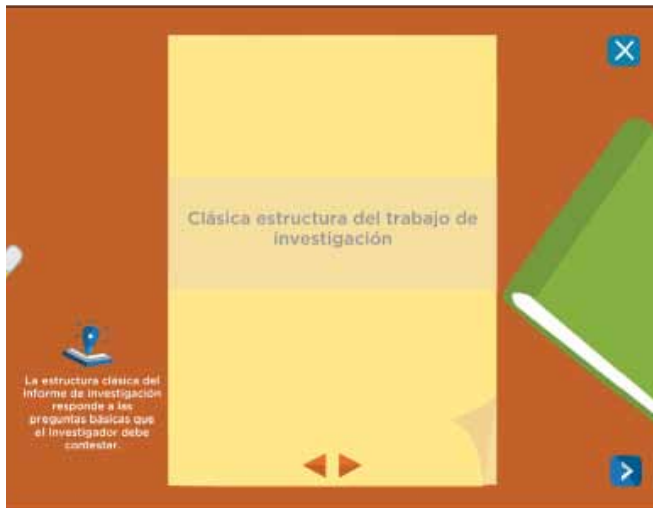 Clásica estructura del trabajo de
investigación
La estructura clásica del
informe de investigación
responde a las
preguntas básicas que
el investigador debe
contestar.